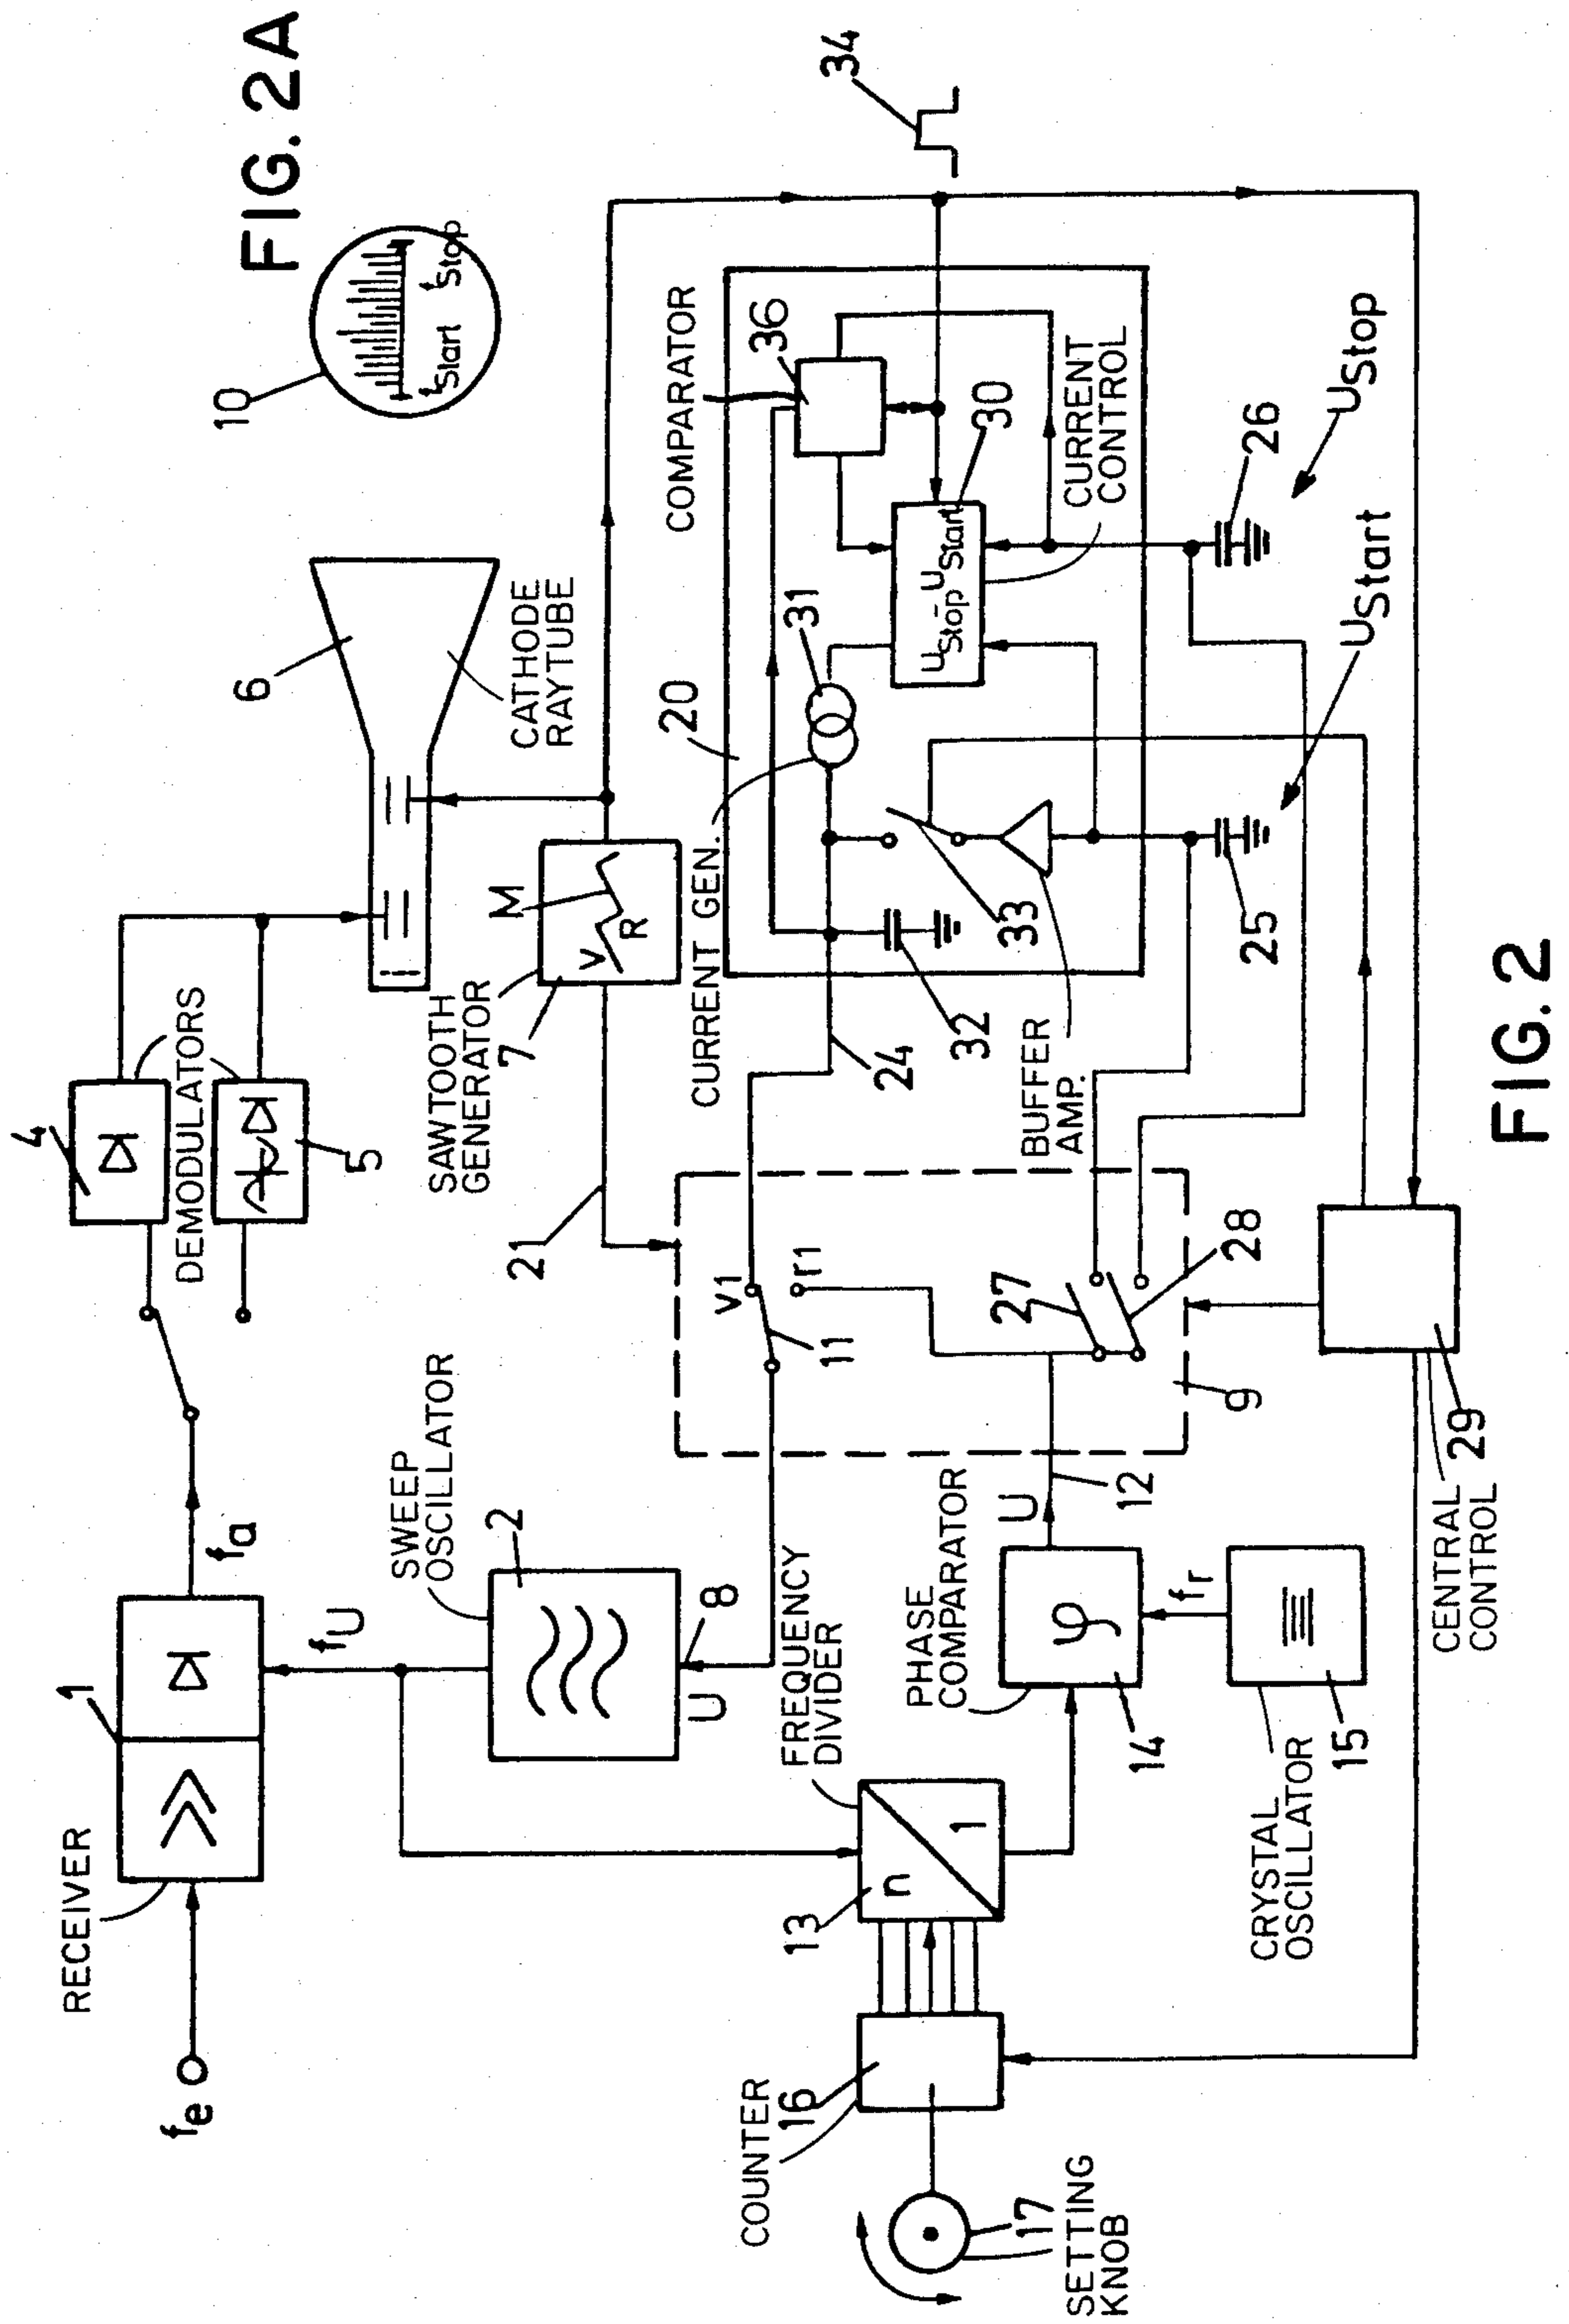 FIG. 2A
10
fStart fStop
4
DEMODULATORS
5
6
CATHODE
RAYTUBE
34
1
RECEIVER
fe
fa
fU
SWEEP
OSCILLATOR
2
U
8
SAWTOOTH
GENERATOR
7
M
V
R
21
COMPARATOR
36
20
31
CURRENT GEN.
UStop - UStart
30
CURRENT
CONTROL
24
32
33
BUFFER
AMP.
25
26
UStart
UStop
v1
r1
11
27
28
9
12
U
FREQUENCY
DIVIDER
n
1
13
PHASE
COMPARATOR
φ
14
fr
15
CRYSTAL
OSCILLATOR
COUNTER
16
17
SETTING
KNOB
29
CENTRAL
CONTROL
FIG. 2